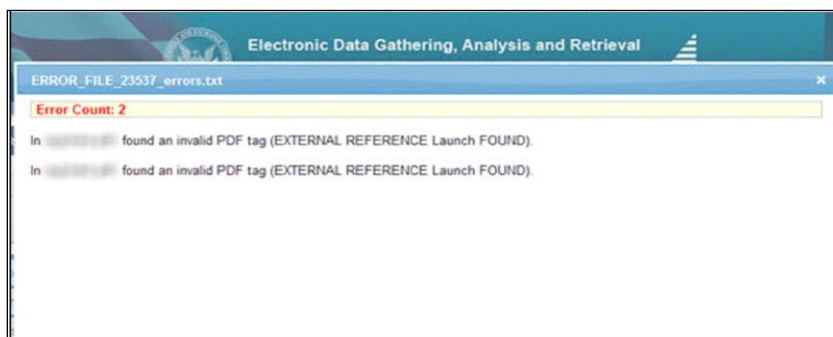 Electronic Data Gathering, Analysis and Retrieval
ERROR_FILE_23537_errors.txt
Error Count: 2
In found an invalid PDF tag (EXTERNAL REFERENCE Launch FOUND).
In found an invalid PDF tag (EXTERNAL REFERENCE Launch FOUND).